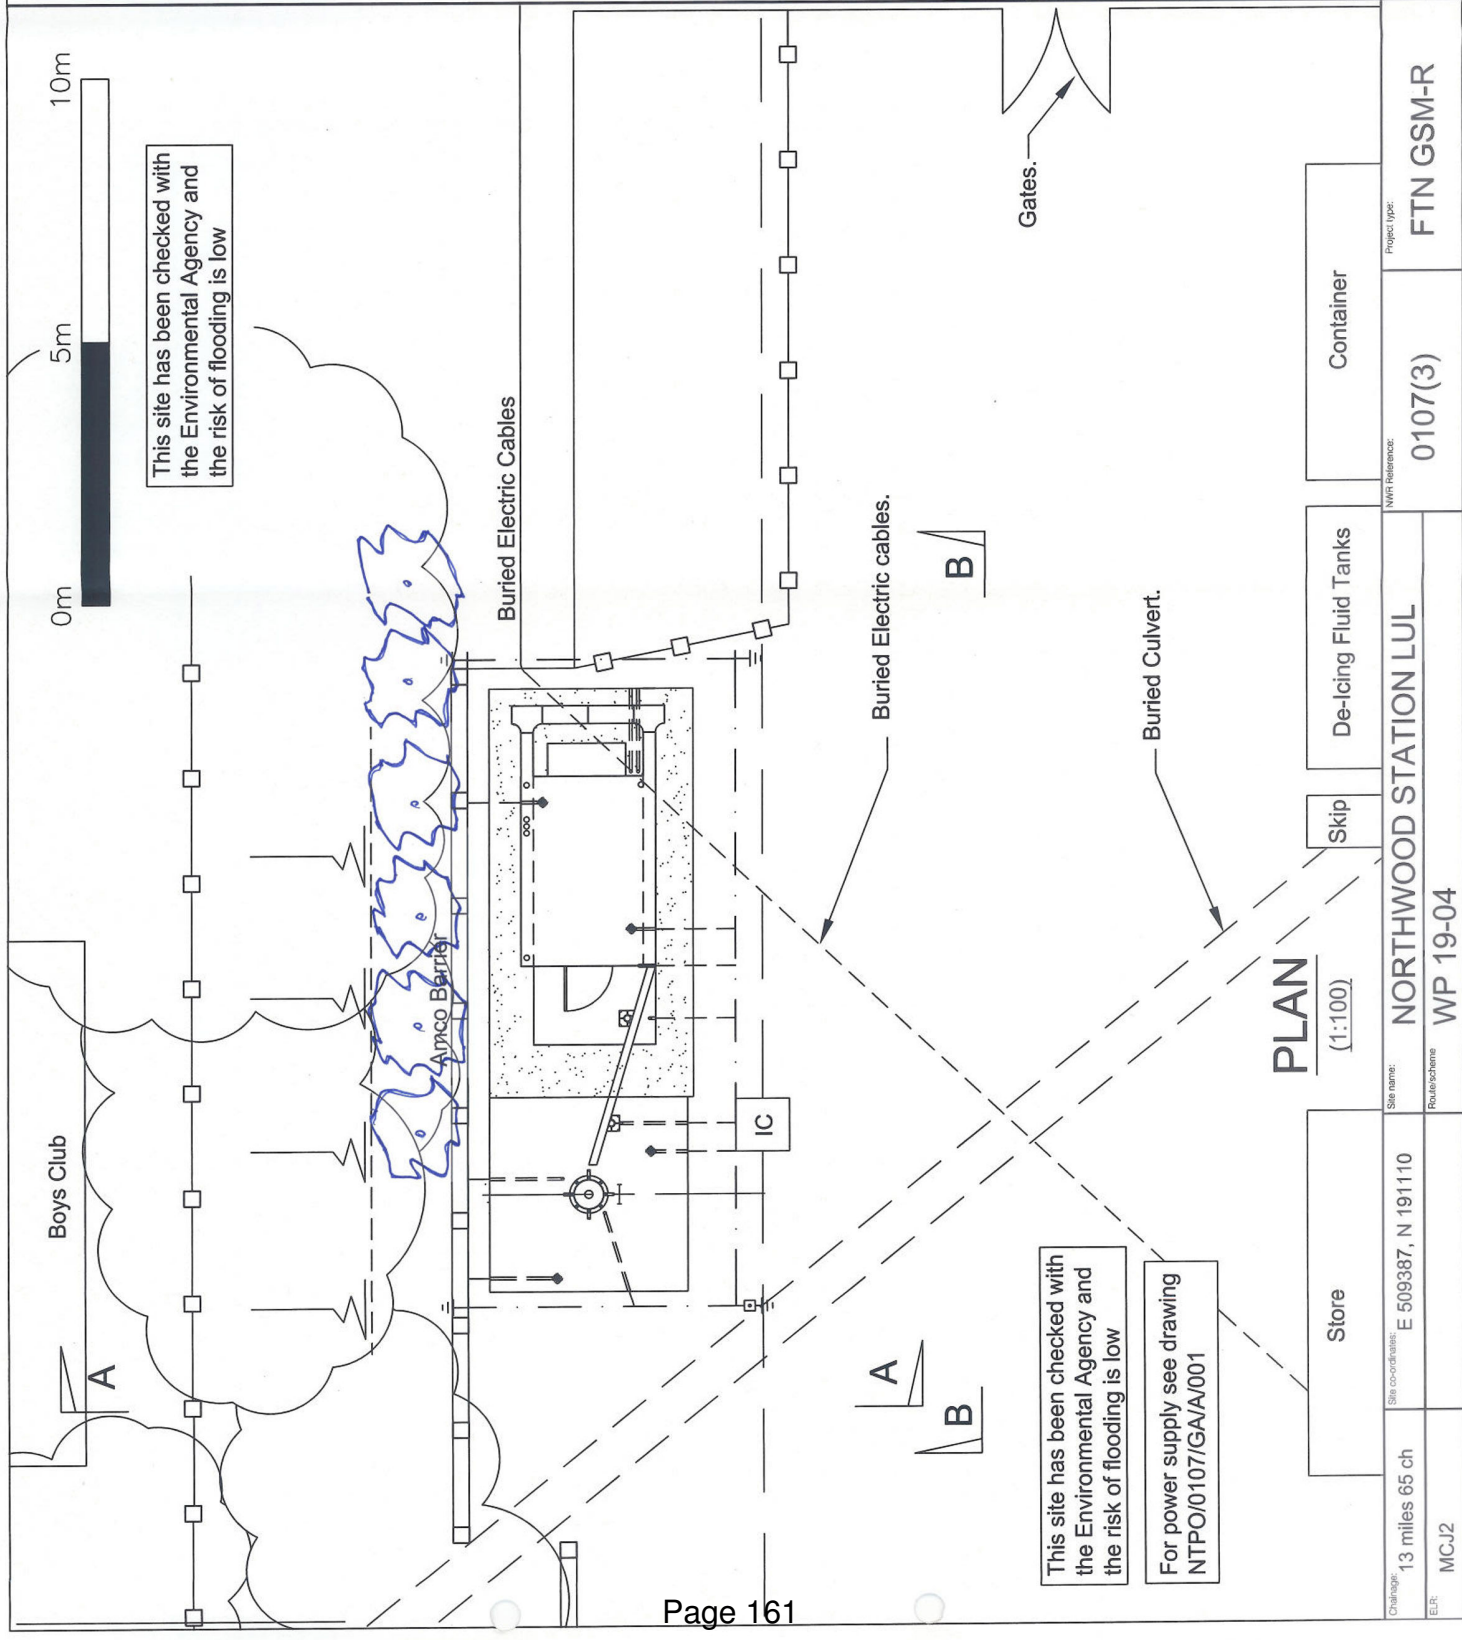 Boys Club
0m
5m
10m
This site has been checked with
the Environmental Agency and
the risk of flooding is low
A
Amco Barrier
Buried Electric Cables
IC
A
B
B
Buried Electric cables.
Gates.
Buried Culvert.
This site has been checked with
the Environmental Agency and
the risk of flooding is low
For power supply see drawing
NTPO/0107/GA/A/001
PLAN
(1:100)
Store
Skip
De-Icing Fluid Tanks
Container
Chainage:
13 miles 65 ch
Site co-ordinates:
E 509387, N 191110
Site name:
NORTHWOOD STATION LUL
NWR Reference:
0107(3)
Project type:
FTN GSM-R
ELR:
MCJ2
Route/scheme
WP 19-04
Page 161